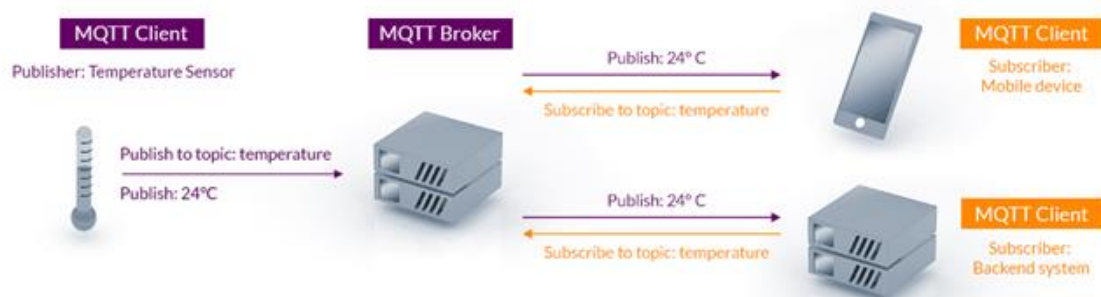 MQTT Client
Publisher: Temperature Sensor
Publish to topic: temperature
Publish: 24°C
MQTT Broker
Publish: 24° C
Subscribe to topic: temperature
MQTT Client
Subscriber:
Mobile device
Publish: 24° C
Subscribe to topic: temperature
MQTT Client
Subscriber:
Backend system